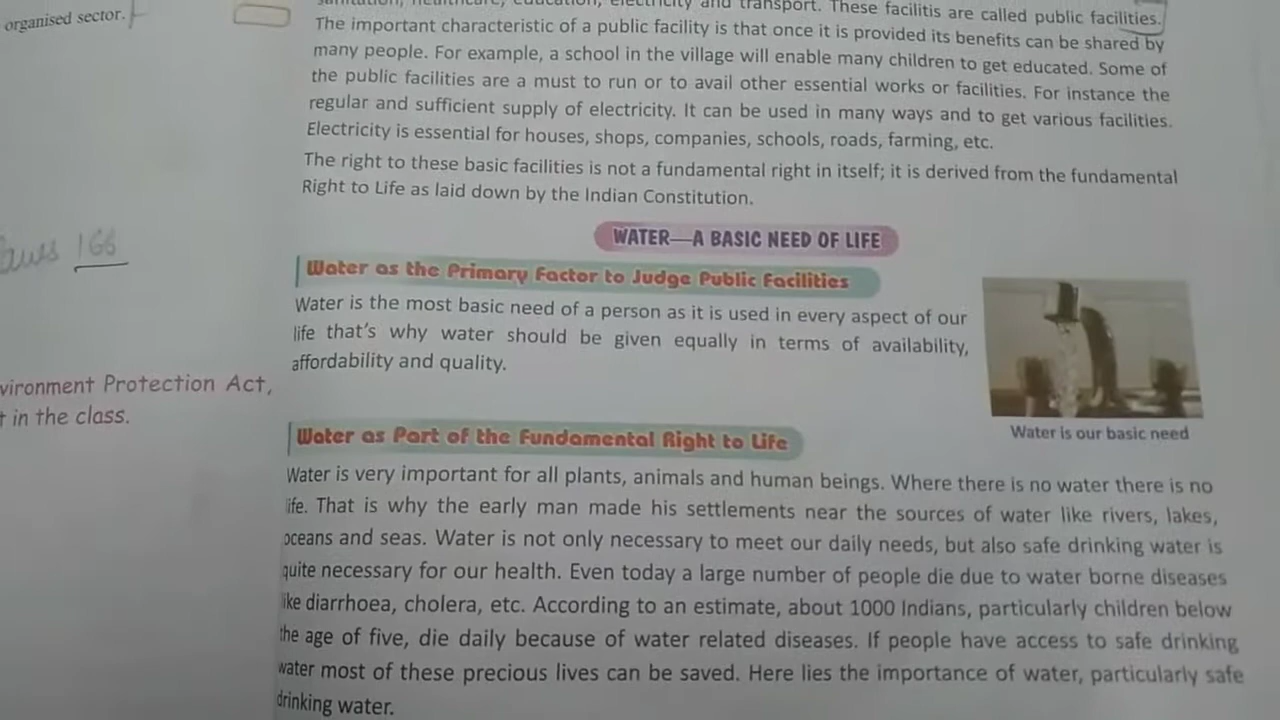 organised sector.
166
vironment Protection Act,
t in the class.
sanitation, healthcare, education, electricity and transport. These facilitis are called public facilities.
The important characteristic of a public facility is that once it is provided its benefits can be shared by
many people. For example, a school in the village will enable many children to get educated. Some of
the public facilities are a must to run or to avail other essential works or facilities. For instance the
regular and sufficient supply of electricity. It can be used in many ways and to get various facilities.
Electricity is essential for houses, shops, companies, schools, roads, farming, etc.
The right to these basic facilities is not a fundamental right in itself; it is derived from the fundamental
Right to Life as laid down by the Indian Constitution.
WATER—A BASIC NEED OF LIFE
Water as the Primary Factor to Judge Public Facilities
Water is the most basic need of a person as it is used in every aspect of our
life that's why water should be given equally in terms of availability,
affordability and quality.
Water is our basic need
Water as Part of the Fundamental Right to Life
Water is very important for all plants, animals and human beings. Where there is no water there is no
life. That is why the early man made his settlements near the sources of water like rivers, lakes,
oceans and seas. Water is not only necessary to meet our daily needs, but also safe drinking water is
quite necessary for our health. Even today a large number of people die due to water borne diseases
like diarrhoea, cholera, etc. According to an estimate, about 1000 Indians, particularly children below
the age of five, die daily because of water related diseases. If people have access to safe drinking
water most of these precious lives can be saved. Here lies the importance of water, particularly safe
drinking water.